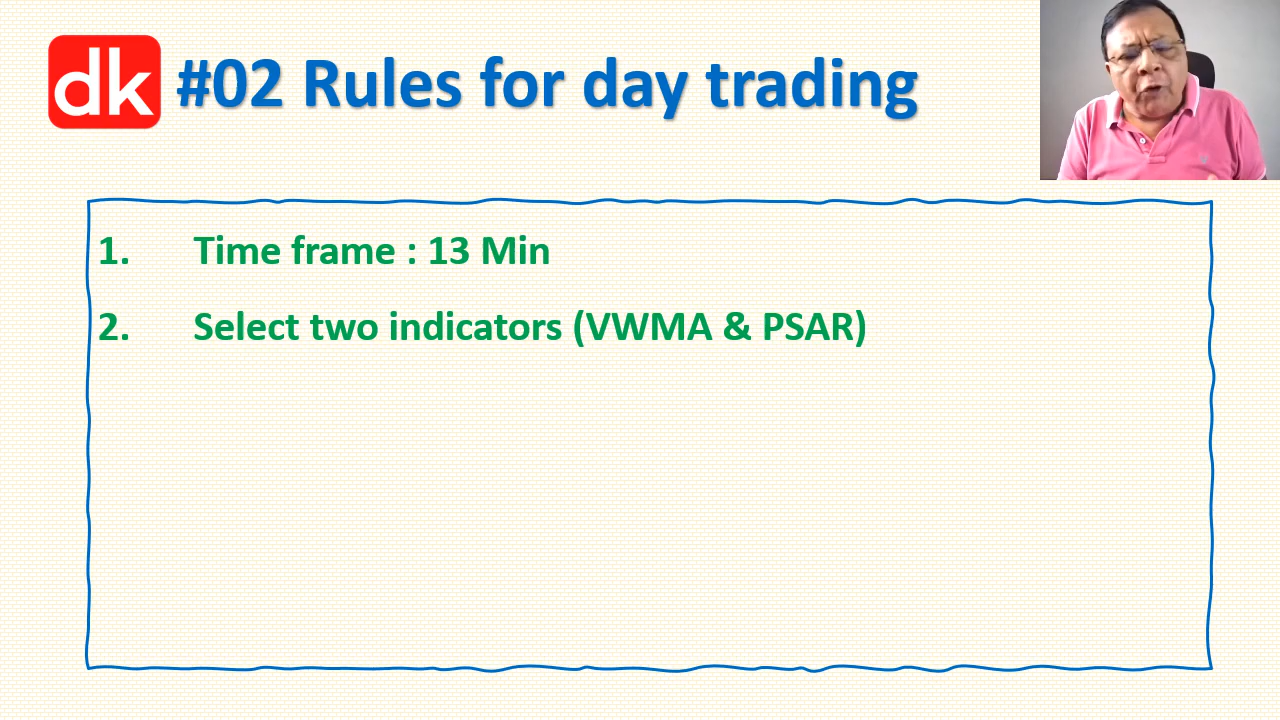 dk #02 Rules for day trading
1. Time frame : 13 Min
2. Select two indicators (VWMA & PSAR)